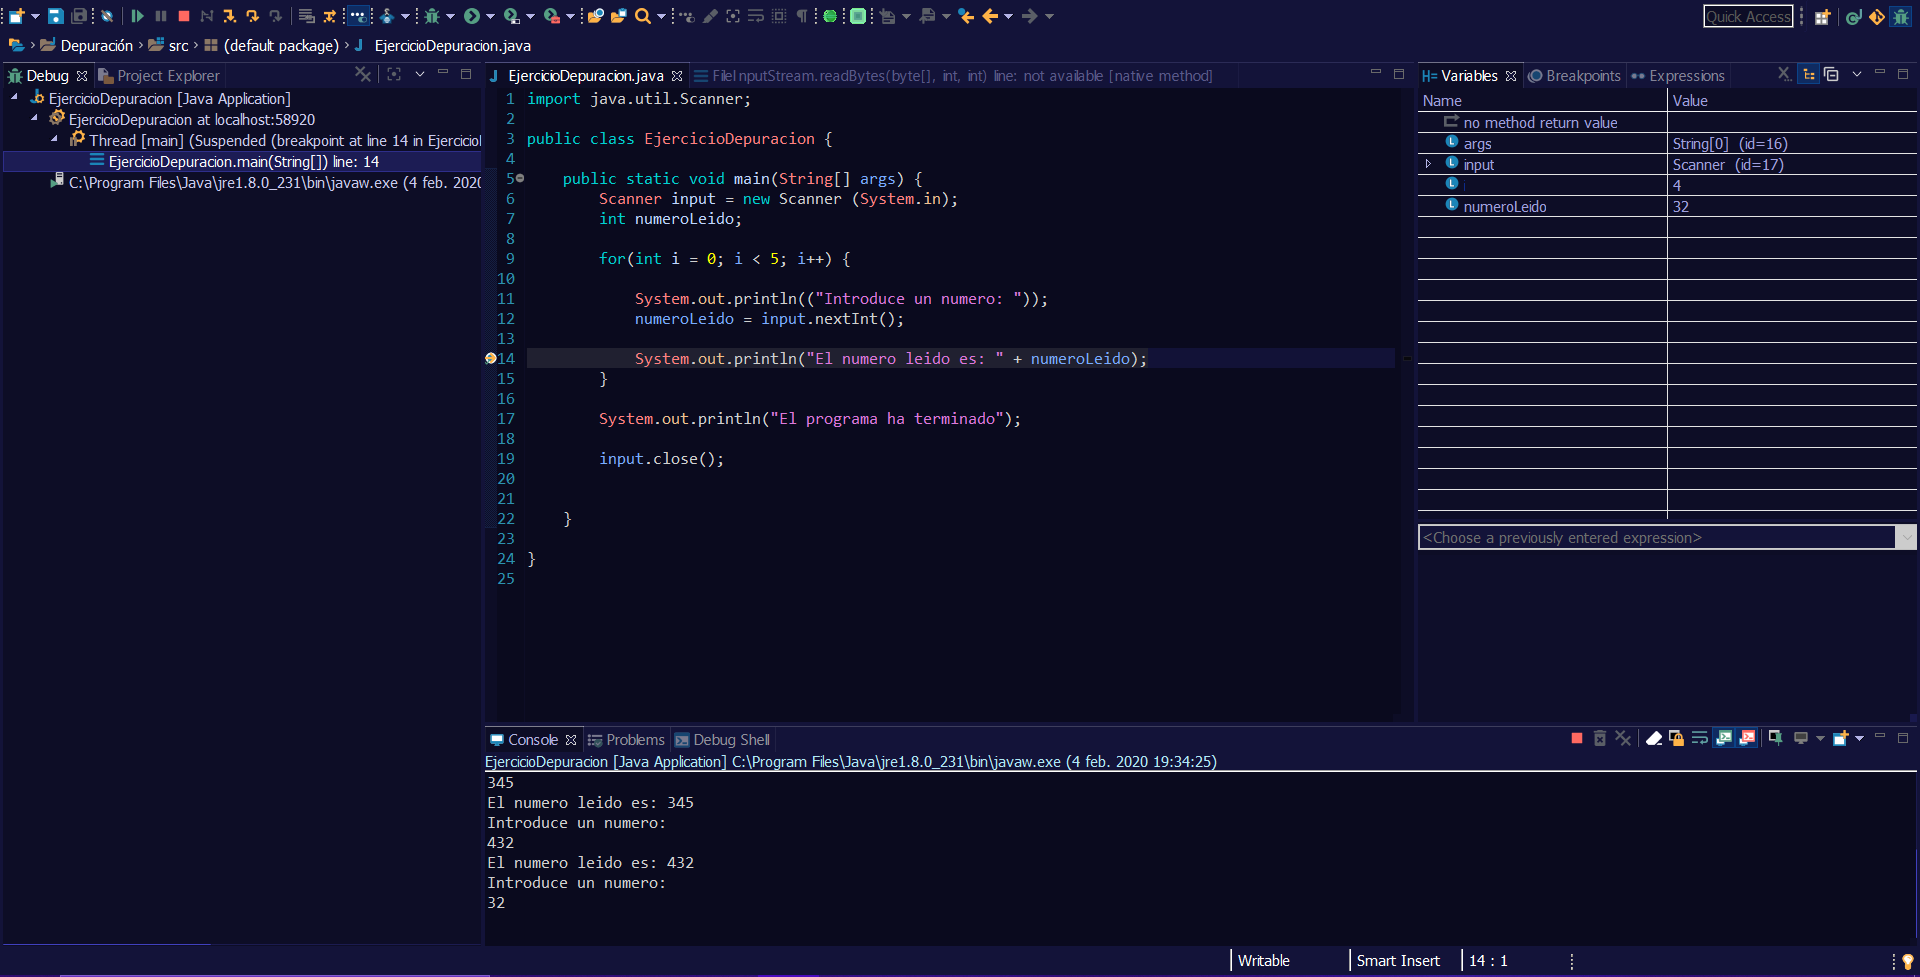 Quick Access
Depuración › src › (default package) › EjercicioDepuracion.java
Debug
Project Explorer
EjercicioDepuracion [Java Application]
EjercicioDepuracion at localhost:58920
Thread [main] (Suspended (breakpoint at line 14 in Ejercicio
EjercicioDepuracion.main(String[]) line: 14
C:\Program Files\Java\jre1.8.0_231\bin\javaw.exe (4 feb. 2020
EjercicioDepuracion.java
FileInputStream.readBytes(byte[], int, int) line: not available [native method]
1 import java.util.Scanner;
2
3 public class EjercicioDepuracion {
4
5 public static void main(String[] args) {
6 Scanner input = new Scanner (System.in);
7 int numeroLeido;
8
9 for(int i = 0; i < 5; i++) {
10
11 System.out.println(("Introduce un numero: "));
12 numeroLeido = input.nextInt();
13
14 System.out.println("El numero leido es: " + numeroLeido);
15 }
16
17 System.out.println("El programa ha terminado");
18
19 input.close();
20
21
22 }
23
24 }
25
Variables
Breakpoints
Expressions
Name Value
no method return value
args String[0] (id=16)
input Scanner (id=17)
i 4
numeroLeido 32
<Choose a previously entered expression>
Console
Problems
Debug Shell
EjercicioDepuracion [Java Application] C:\Program Files\Java\jre1.8.0_231\bin\javaw.exe (4 feb. 2020 19:34:25)
345
El numero leido es: 345
Introduce un numero:
432
El numero leido es: 432
Introduce un numero:
32
Writable
Smart Insert
14 : 1